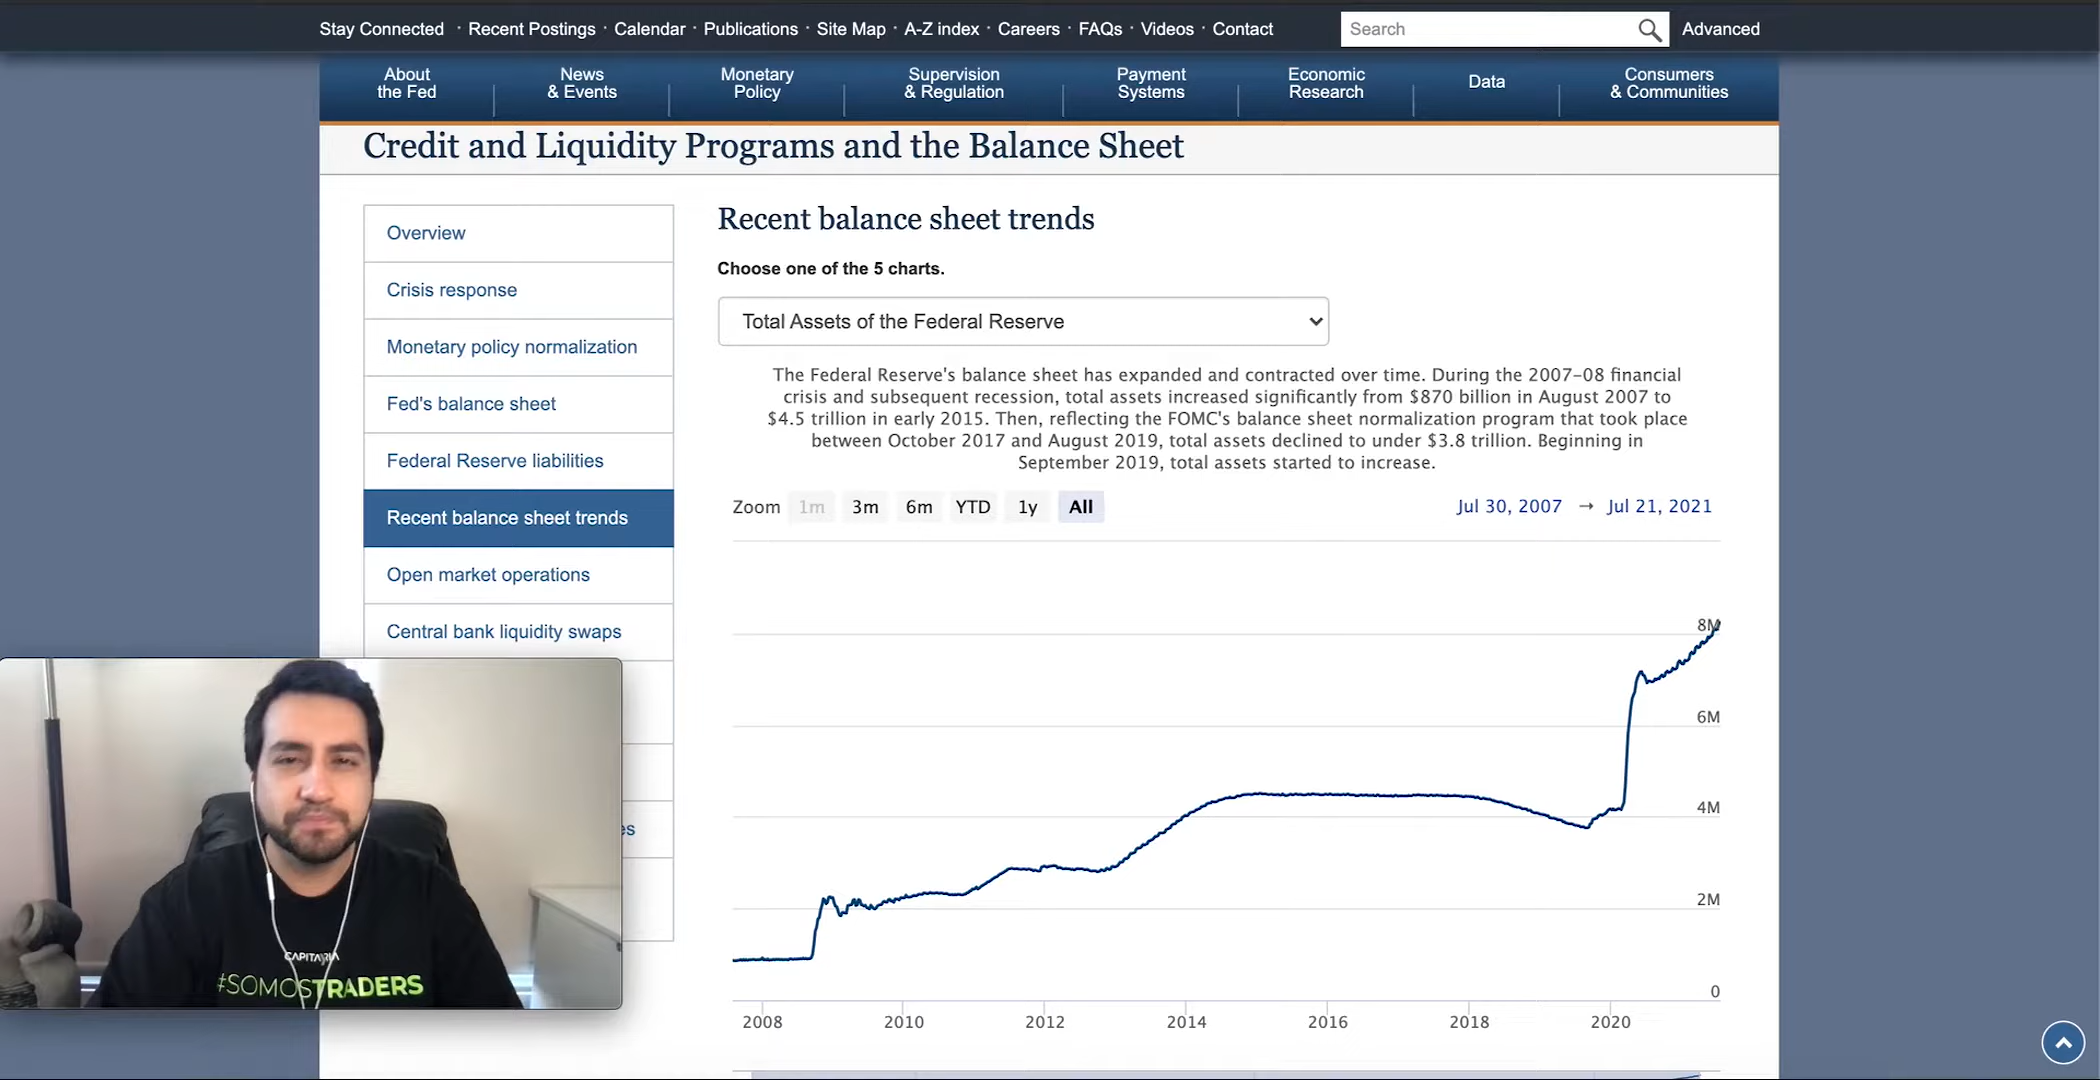 Stay Connected · Recent Postings · Calendar · Publications · Site Map · A-Z index · Careers · FAQs · Videos · Contact
Search
Advanced
About
the Fed
News
& Events
Monetary
Policy
Supervision
& Regulation
Payment
Systems
Economic
Research
Data
Consumers
& Communities
Credit and Liquidity Programs and the Balance Sheet
Overview
Crisis response
Monetary policy normalization
Fed's balance sheet
Federal Reserve liabilities
Recent balance sheet trends
Open market operations
Central bank liquidity swaps
es
Recent balance sheet trends
Choose one of the 5 charts.
Total Assets of the Federal Reserve
The Federal Reserve's balance sheet has expanded and contracted over time. During the 2007–08 financial
crisis and subsequent recession, total assets increased significantly from $870 billion in August 2007 to
$4.5 trillion in early 2015. Then, reflecting the FOMC's balance sheet normalization program that took place
between October 2017 and August 2019, total assets declined to under $3.8 trillion. Beginning in
September 2019, total assets started to increase.
Zoom 1m 3m 6m YTD 1y All
Jul 30, 2007 → Jul 21, 2021
8M
6M
4M
2M
0
2008 2010 2012 2014 2016 2018 2020
CAPITARIA
#SOMOSTRADERS